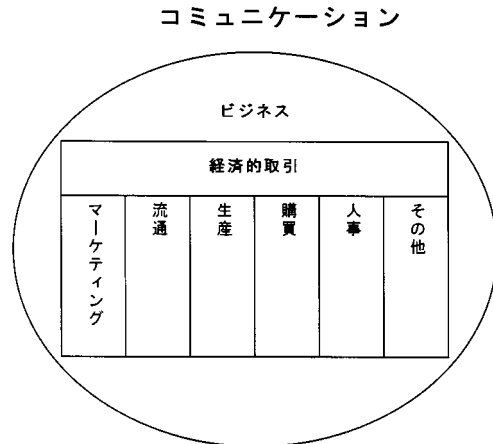 コミュニケーション
ビジネス
経済的取引
マーケティング
流通
生産
購買
人事
その他